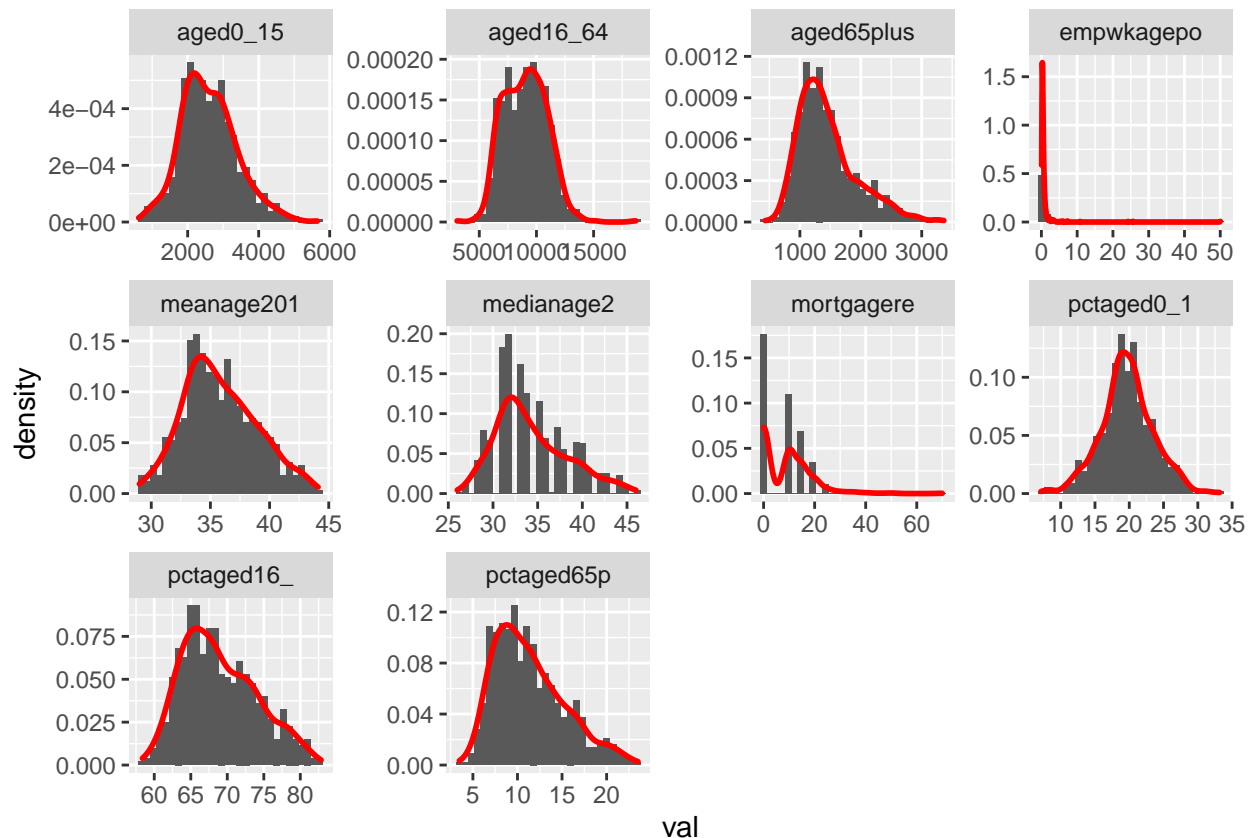 aged0_15 aged16_64 aged65plus empwkagepo
4e−04 2e−04 0e+00
2000 4000 6000
0.00020 0.00015 0.00010 0.00005 0.00000
5000 10000 15000
0.0012 0.0009 0.0006 0.0003 0.0000
1000 2000 3000
1.5 1.0 0.5 0.0
0 10 20 30 40 50
meanage201 medianage2 mortgagere pctaged0_1
0.15 0.10 0.05 0.00
30 35 40 45
0.20 0.15 0.10 0.05 0.00
25 30 35 40 45
0.15 0.10 0.05 0.00
0 20 40 60
0.10 0.05 0.00
10 15 20 25 30 35
pctaged16_ pctaged65p
0.075 0.050 0.025 0.000
60 65 70 75 80
0.12 0.08 0.04 0.00
5 10 15 20
density
val